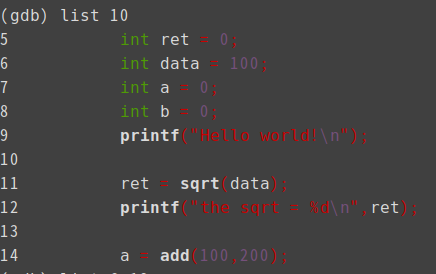 (gdb) list 10
5 int ret = 0;
6 int data = 100;
7 int a = 0;
8 int b = 0;
9 printf("Hello world!\n");
10
11 ret = sqrt(data);
12 printf("the sqrt = %d\n",ret);
13
14 a = add(100,200);